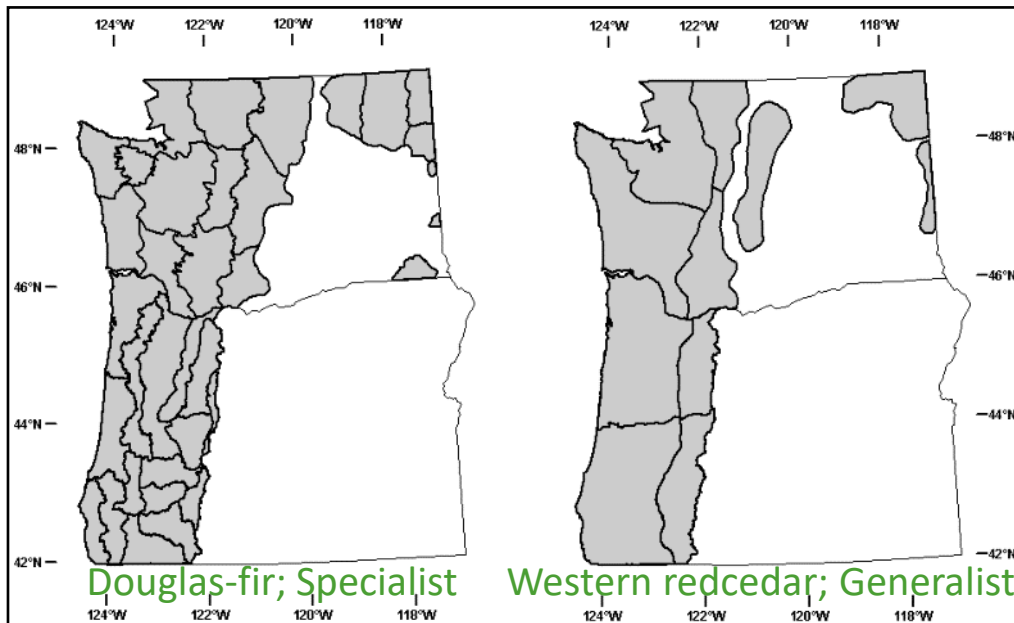 124°W 122°W 120°W 118°W 124°W 122°W 120°W 118°W
48°N 48°N
46°N 46°N
44°N 44°N
42°N 42°N
Douglas-fir; Specialist Western redcedar; Generalist
124°W 122°W 120°W 118°W 124°W 122°W 120°W 118°W